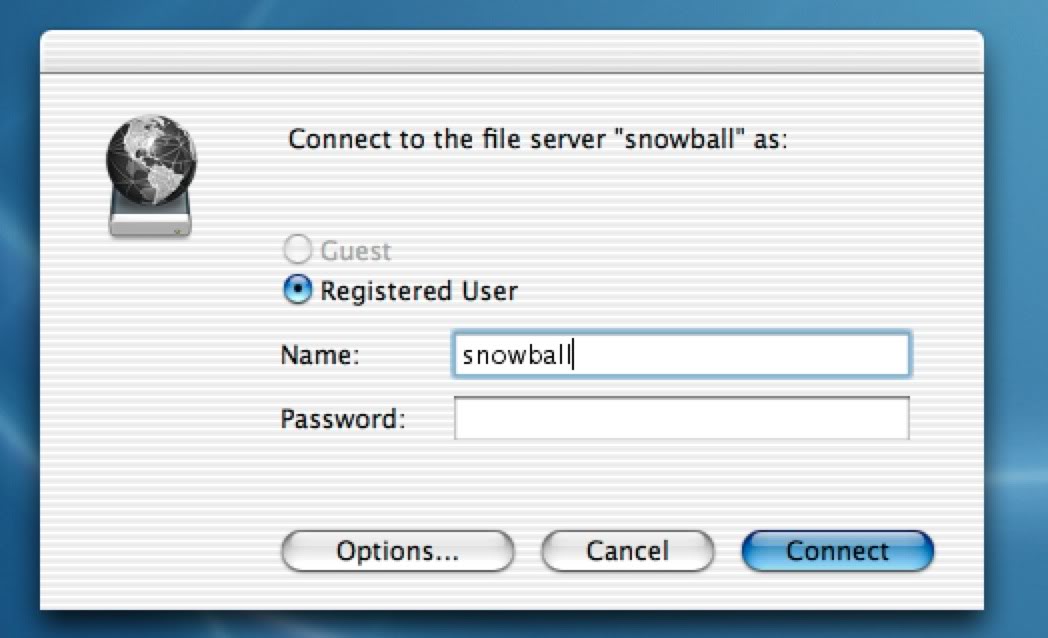 Connect to the file server "snowball" as:
Guest
Registered User
Name: snowball
Password:
Options... Cancel Connect